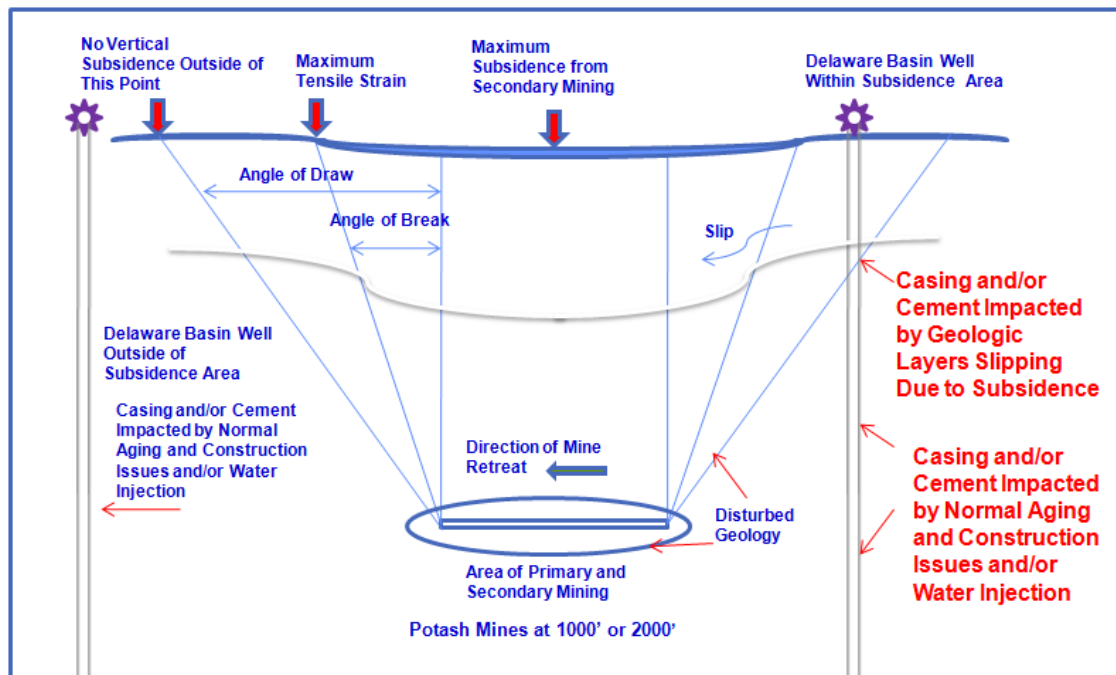 No Vertical
Subsidence Outside of
This Point
Maximum
Tensile Strain
Maximum
Subsidence from
Secondary Mining
Delaware Basin Well
Within Subsidence Area
Angle of Draw
Angle of Break
Slip
Casing and/or
Cement Impacted
by Geologic
Layers Slipping
Due to Subsidence
Delaware Basin Well
Outside of
Subsidence Area
Casing and/or Cement
Impacted by Normal
Aging and Construction
Issues and/or Water
Injection
Direction of Mine
Retreat
Casing and/or
Cement Impacted
by Normal Aging
and Construction
Issues and/or
Water Injection
Disturbed
Geology
Area of Primary and
Secondary Mining
Potash Mines at 1000' or 2000'